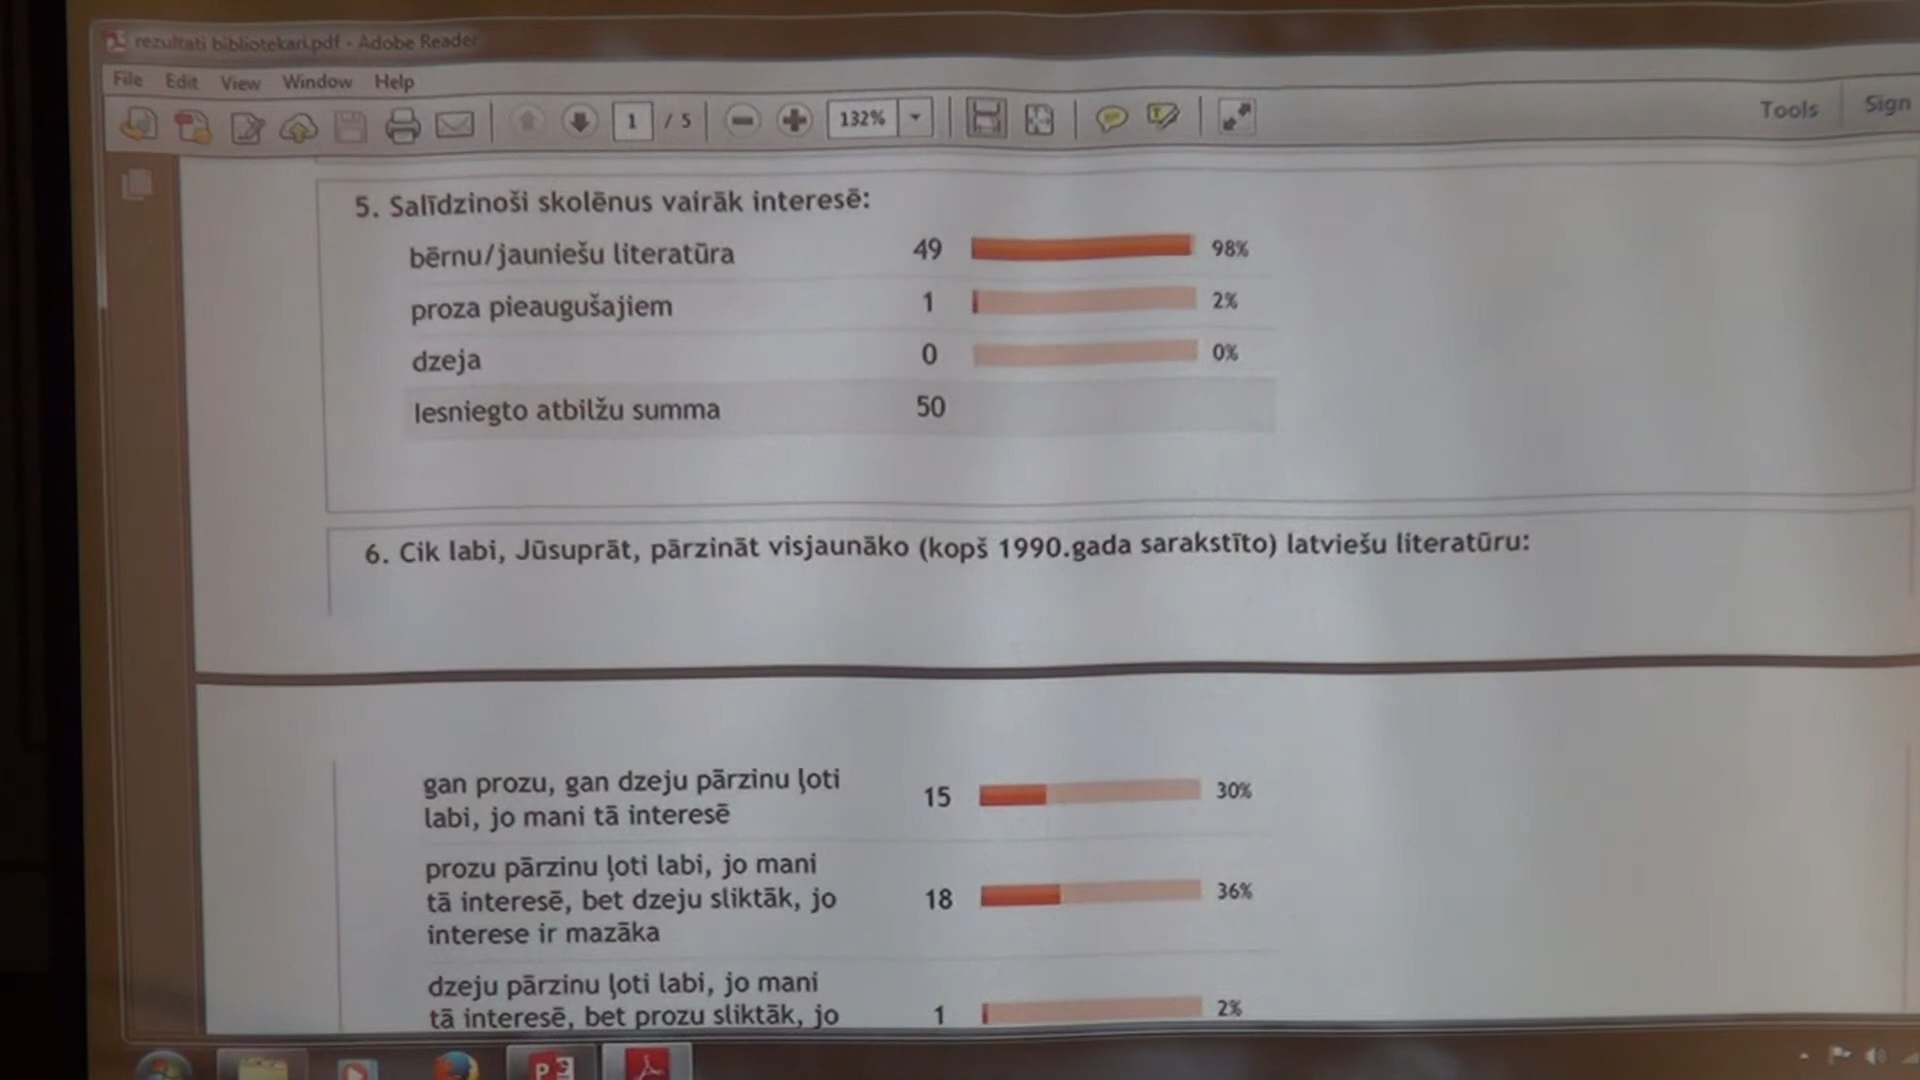 rezultati bibliotekari.pdf - Adobe Reader
File Edit View Window Help
1 / 5 132% Tools Sign
5. Salīdzinoši skolēnus vairāk interesē:
bērnu/jauniešu literatūra 49 98%
proza pieaugušajiem 1 2%
dzeja 0 0%
Iesniegto atbilžu summa 50
6. Cik labi, Jūsuprāt, pārzināt visjaunāko (kopš 1990.gada sarakstīto) latviešu literatūru:
gan prozu, gan dzeju pārzinu ļoti
labi, jo mani tā interesē 15 30%
prozu pārzinu ļoti labi, jo mani
tā interesē, bet dzeju sliktāk, jo 18 36%
interese ir mazāka
dzeju pārzinu ļoti labi, jo mani
tā interesē, bet prozu sliktāk, jo 1 2%